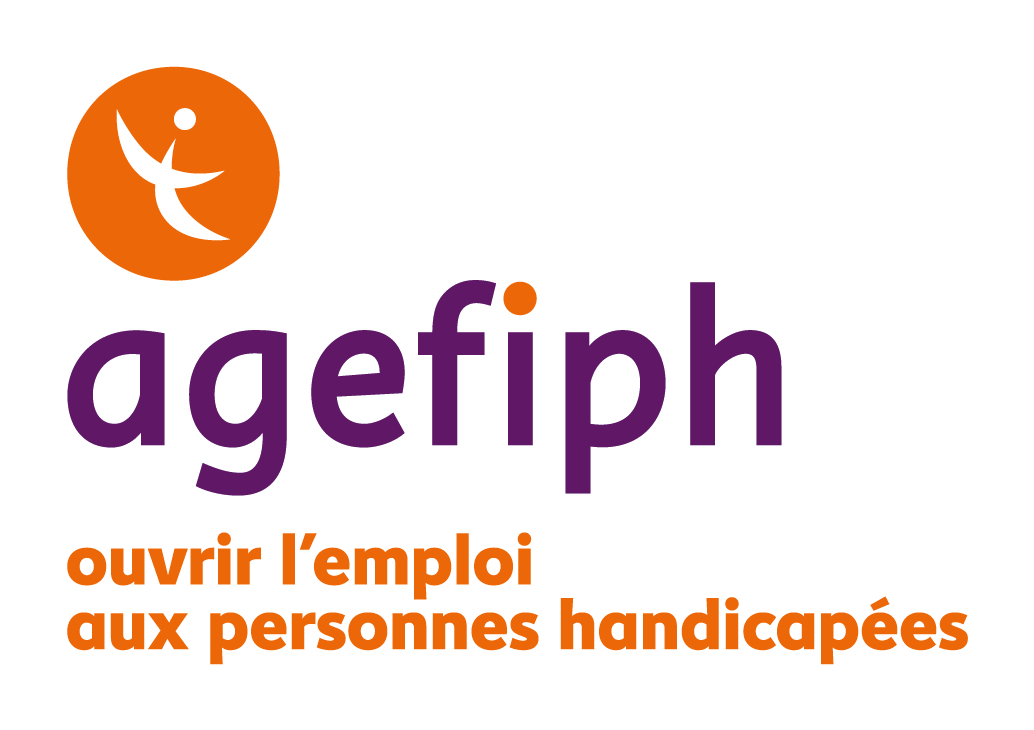 agefiph
ouvrir l’emploi
aux personnes handicapées